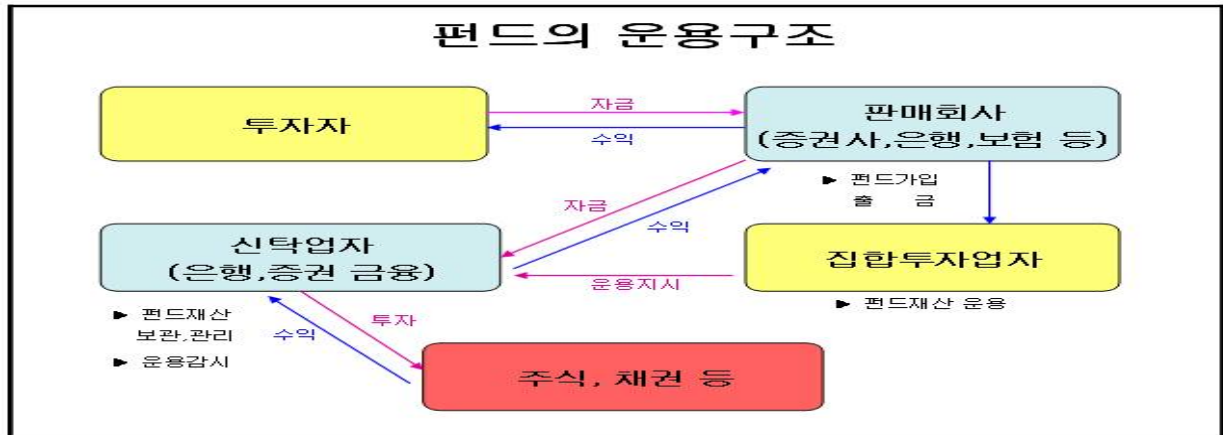 펀드의 운용구조
투자자
자금
수익
판매회사
(증권사,은행,보험 등)
▶ 펀드가입
출 금
자금
수익
신탁업자
(은행,증권 금융)
운용지시
집합투자업자
▶ 펀드재산 운용
▶ 펀드재산
보관,관리
▶ 운용감시
투자
수익
주식, 채권 등